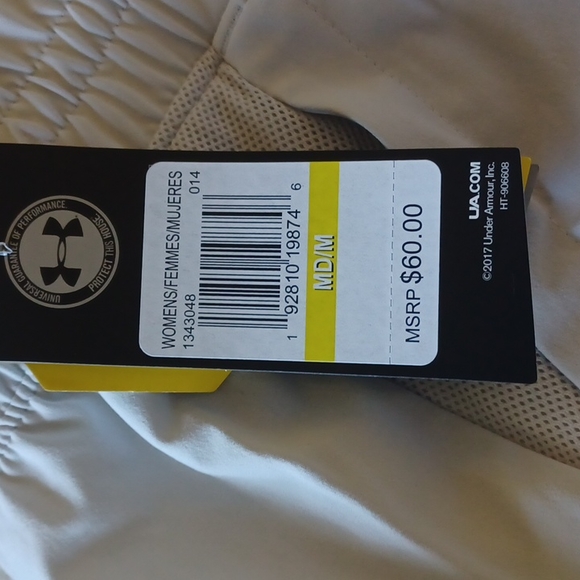 UNIVERSAL GUARANTEE OF PERFORMANCE
PROTECT THIS HOUSE
WOMENS/FEMMES/MUJERES
1343048 014
1 92810 19874 6
MD/M
MSRP $60.00
UA.COM
©2017 Under Armour, Inc.
HT-906608